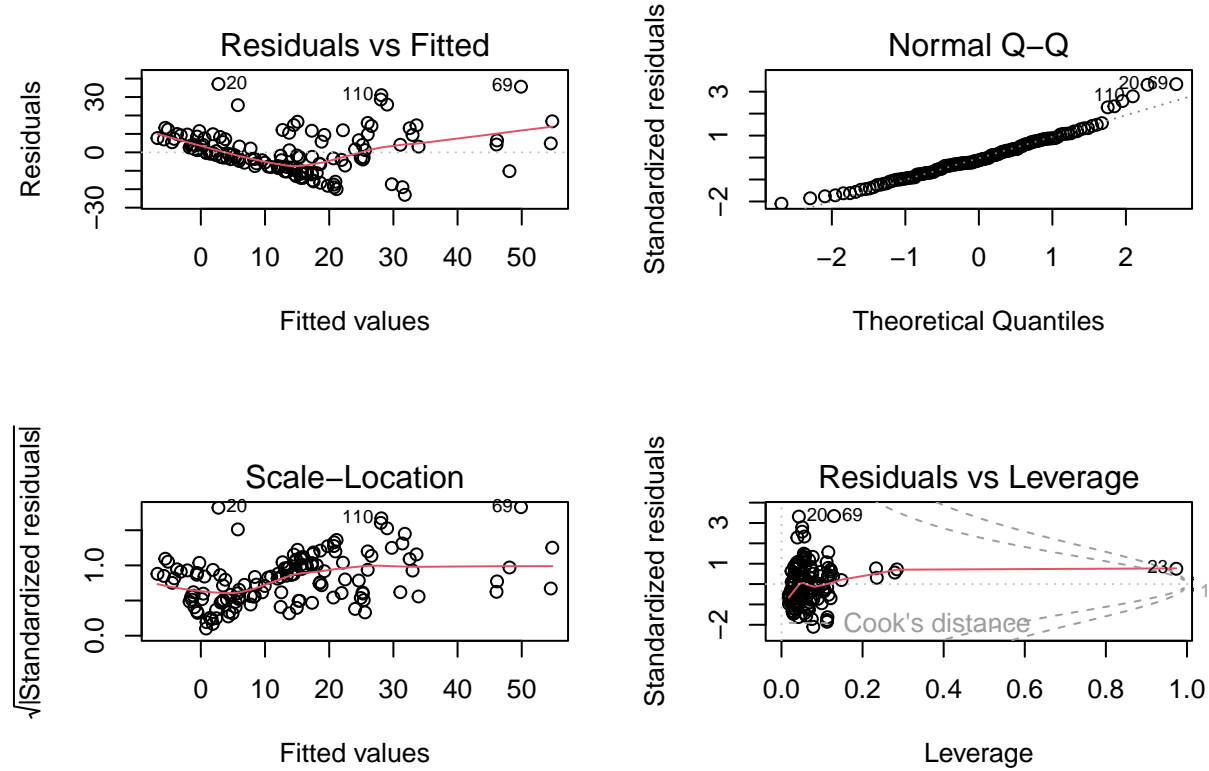 Residuals vs Fitted
Residuals
30
0
−30
20
110
69
0 10 20 30 40 50
Fitted values
Normal Q−Q
Standardized residuals
3
1
−2
110
20
69
−2 −1 0 1 2
Theoretical Quantiles
Scale−Location
√|Standardized residuals|
1.0
0.0
20
110
69
0 10 20 30 40 50
Fitted values
Residuals vs Leverage
Standardized residuals
3
1
−2
20
69
23
1
Cook's distance
0.0 0.2 0.4 0.6 0.8 1.0
Leverage